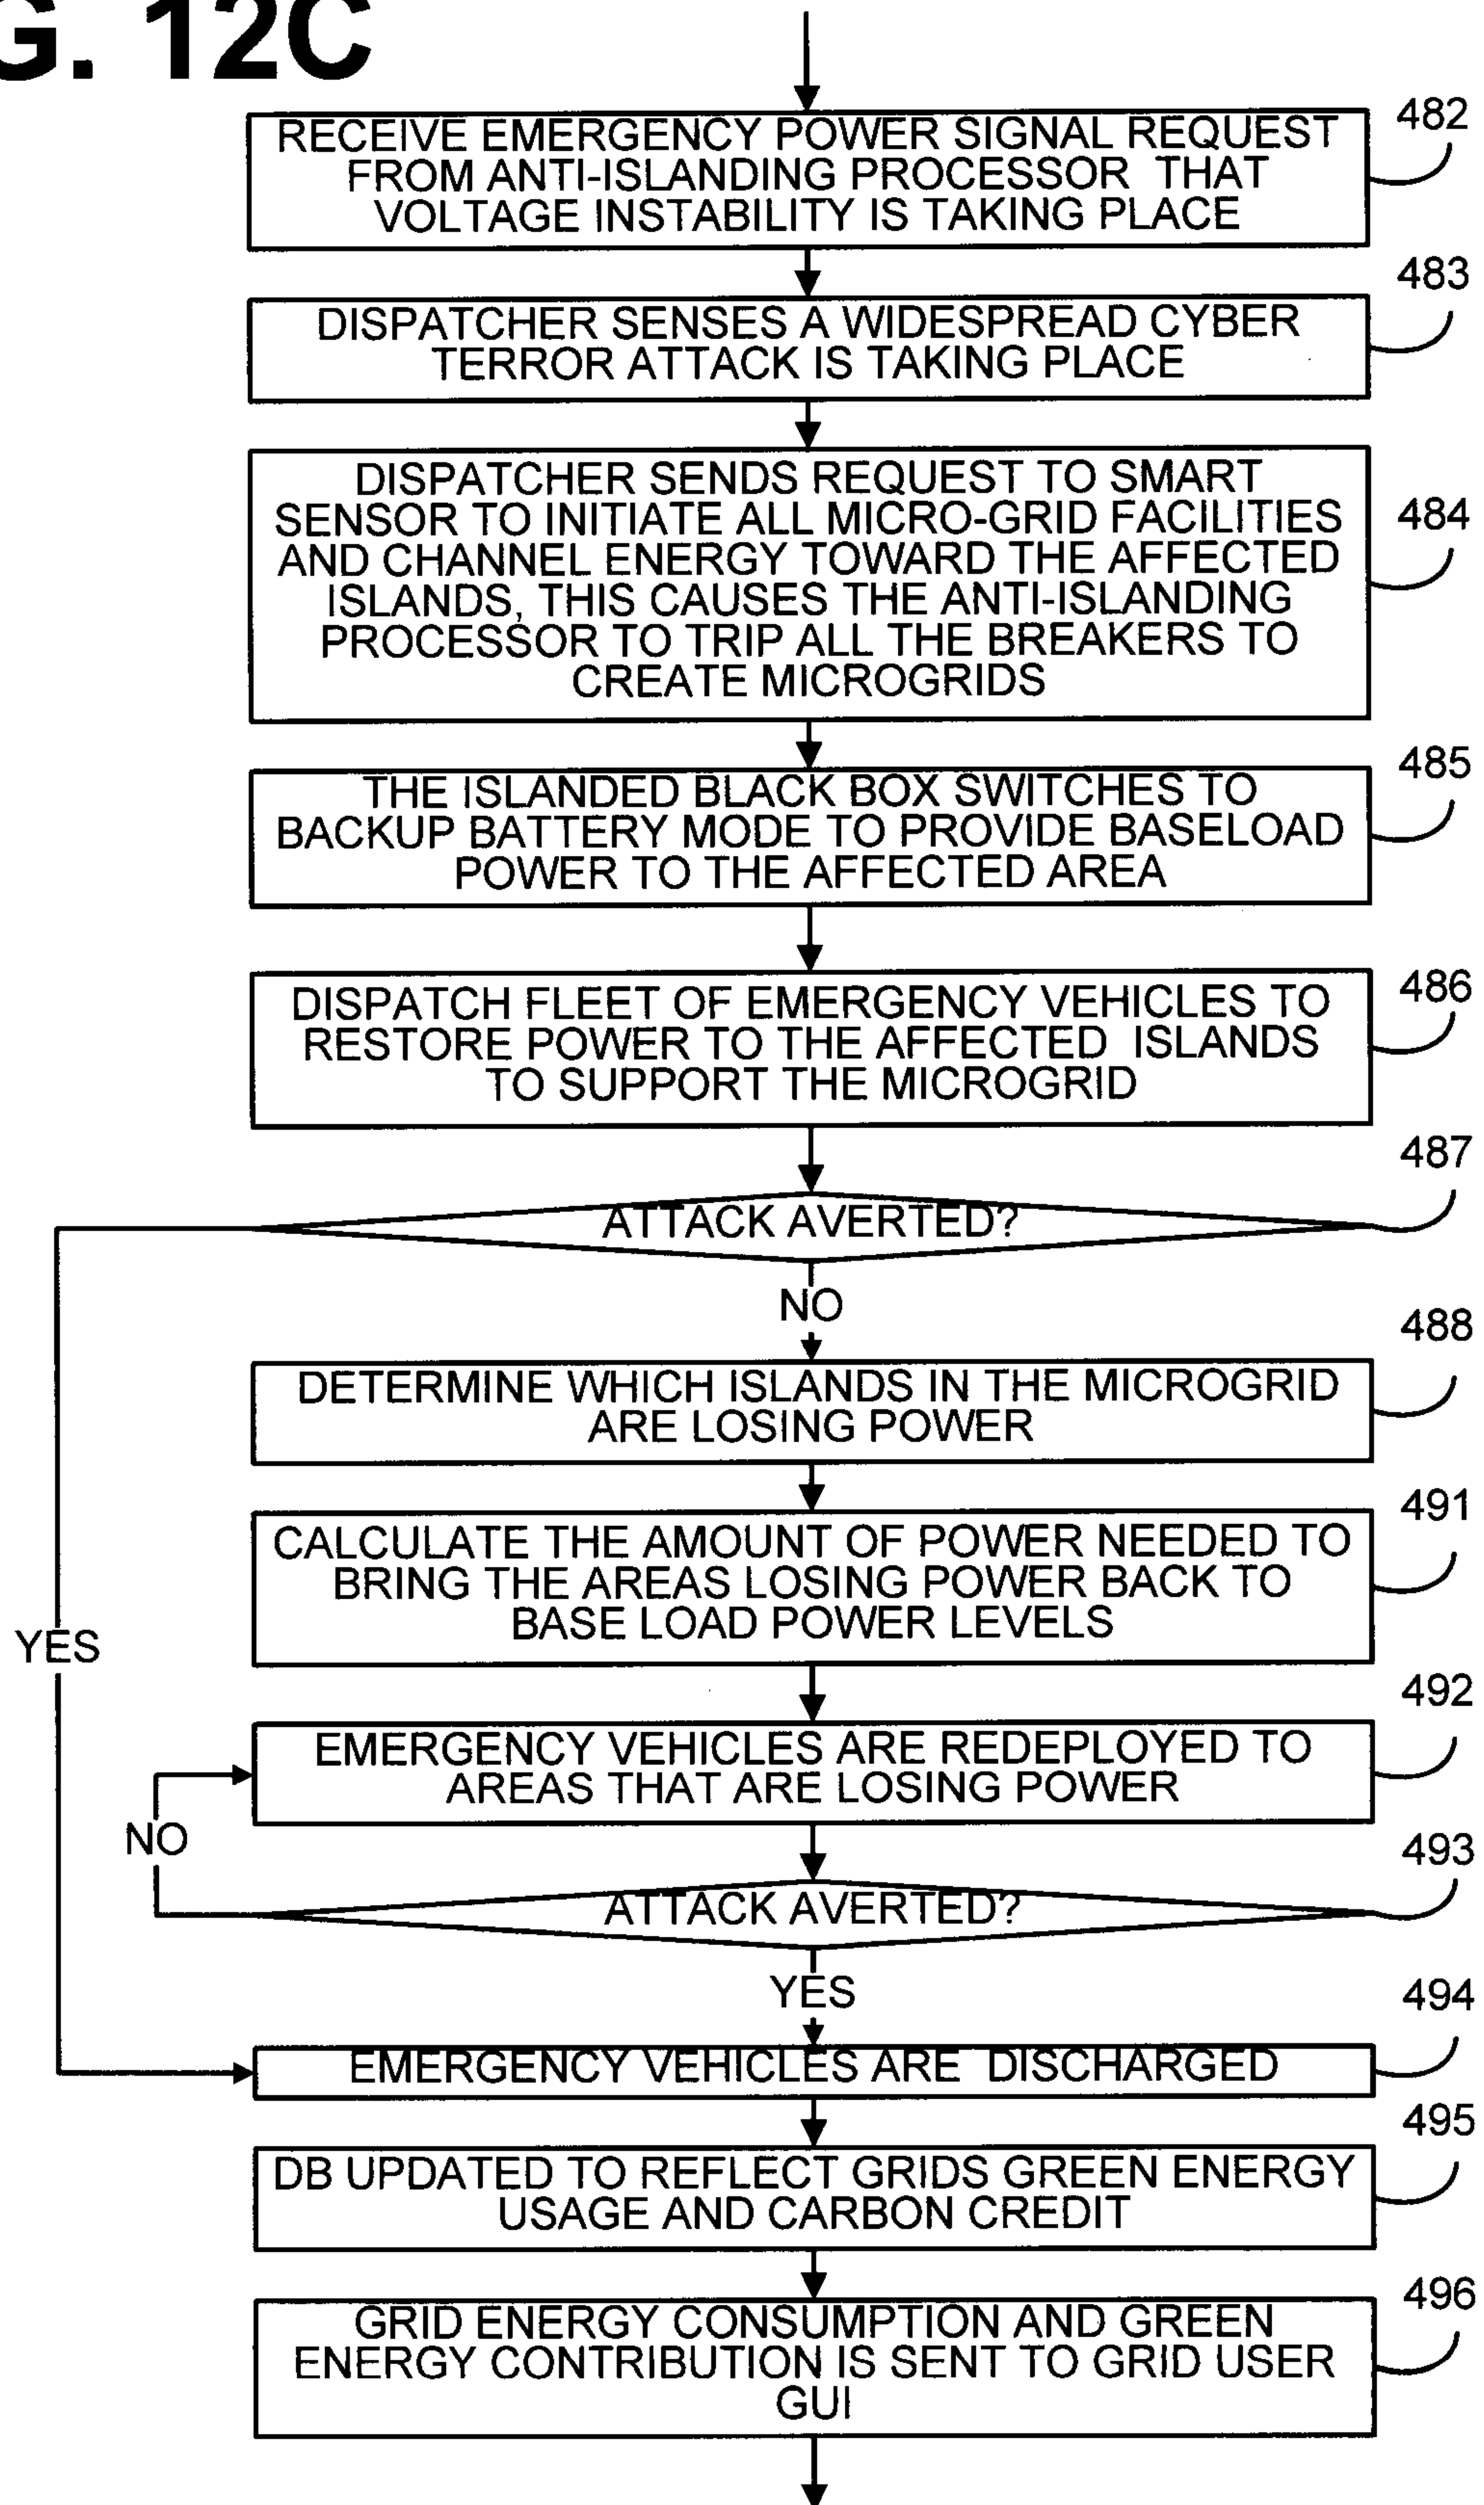 G. 12C
482
RECEIVE EMERGENCY POWER SIGNAL REQUEST
FROM ANTI-ISLANDING PROCESSOR THAT
VOLTAGE INSTABILITY IS TAKING PLACE
483
DISPATCHER SENSES A WIDESPREAD CYBER
TERROR ATTACK IS TAKING PLACE
484
DISPATCHER SENDS REQUEST TO SMART
SENSOR TO INITIATE ALL MICRO-GRID FACILITIES
AND CHANNEL ENERGY TOWARD THE AFFECTED
ISLANDS, THIS CAUSES THE ANTI-ISLANDING
PROCESSOR TO TRIP ALL THE BREAKERS TO
CREATE MICROGRIDS
485
THE ISLANDED BLACK BOX SWITCHES TO
BACKUP BATTERY MODE TO PROVIDE BASELOAD
POWER TO THE AFFECTED AREA
486
DISPATCH FLEET OF EMERGENCY VEHICLES TO
RESTORE POWER TO THE AFFECTED ISLANDS
TO SUPPORT THE MICROGRID
487
ATTACK AVERTED?
NO
488
DETERMINE WHICH ISLANDS IN THE MICROGRID
ARE LOSING POWER
491
CALCULATE THE AMOUNT OF POWER NEEDED TO
BRING THE AREAS LOSING POWER BACK TO
BASE LOAD POWER LEVELS
YES
492
EMERGENCY VEHICLES ARE REDEPLOYED TO
AREAS THAT ARE LOSING POWER
NO
493
ATTACK AVERTED?
YES
494
EMERGENCY VEHICLES ARE DISCHARGED
495
DB UPDATED TO REFLECT GRIDS GREEN ENERGY
USAGE AND CARBON CREDIT
496
GRID ENERGY CONSUMPTION AND GREEN
ENERGY CONTRIBUTION IS SENT TO GRID USER
GUI